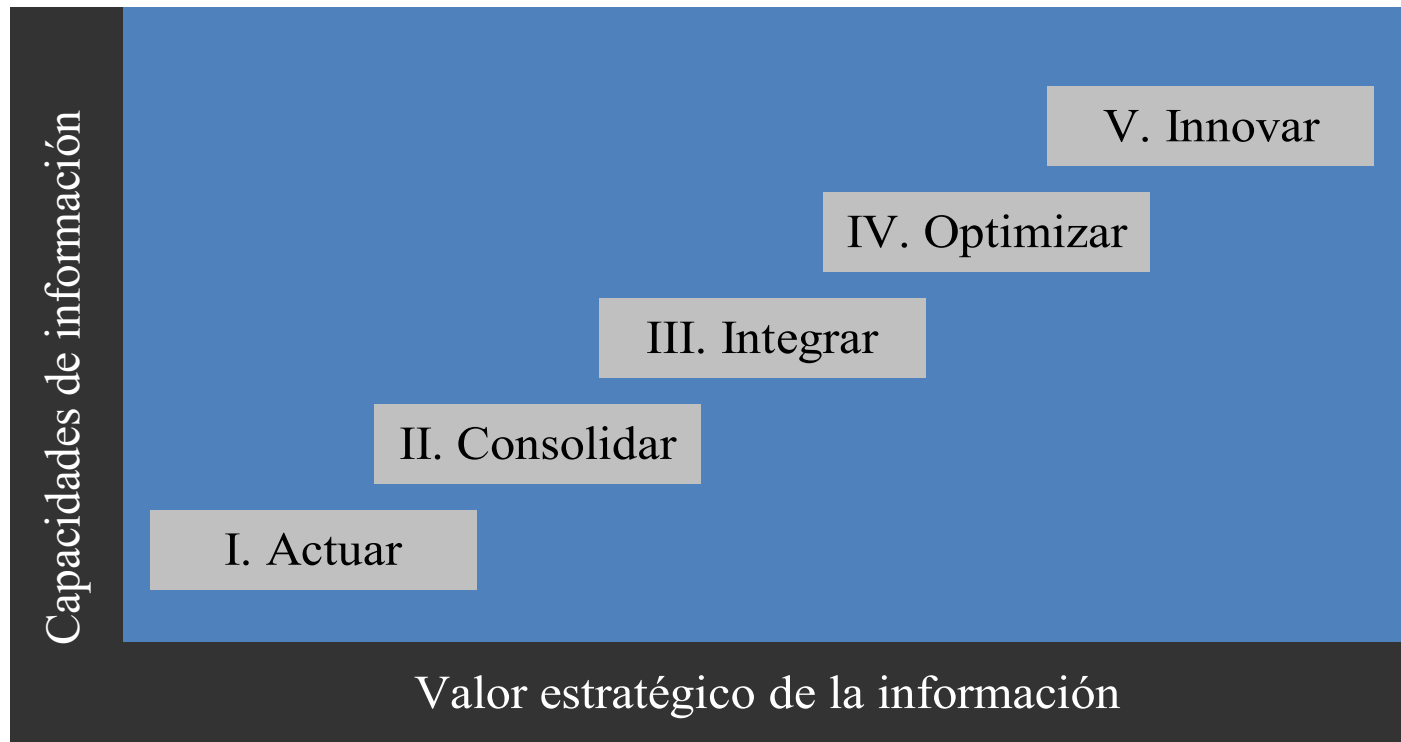 Capacidades de información
V. Innovar
IV. Optimizar
III. Integrar
II. Consolidar
I. Actuar
Valor estratégico de la información